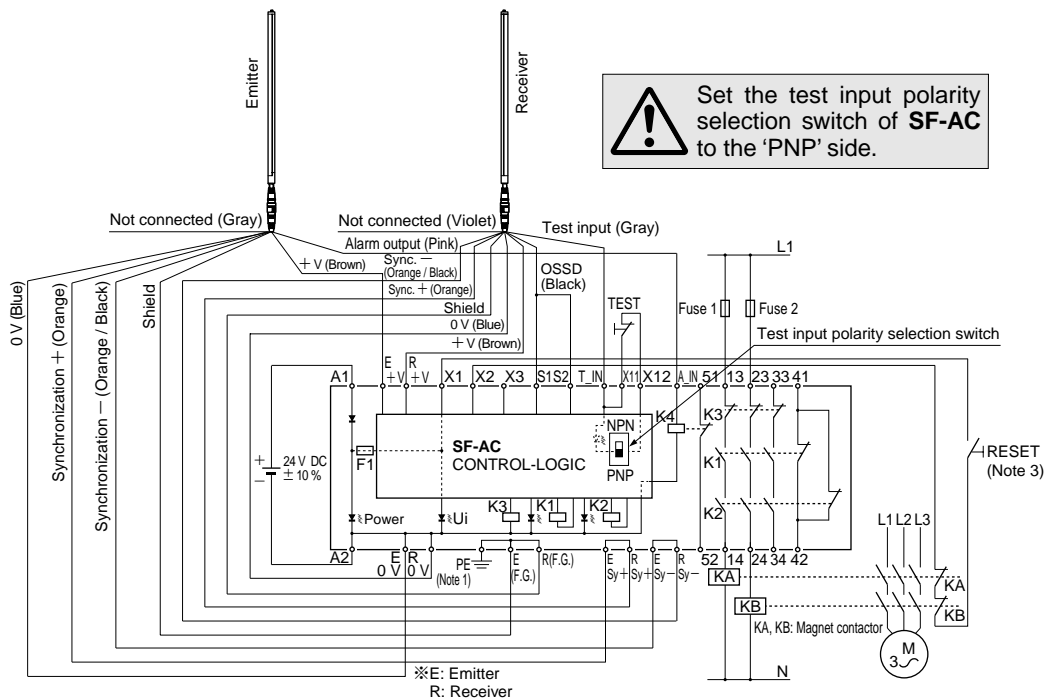 Emitter
Receiver
Set the test input polarity
selection switch of SF-AC
to the ‘PNP’ side.
Not connected (Gray)
Not connected (Violet)
Test input (Gray)
Alarm output (Pink)
Sync. －
(Orange / Black)
＋V (Brown)
Sync. ＋ (Orange)
Shield
0 V (Blue)
＋V (Brown)
OSSD
(Black)
TEST
L1
Fuse 1
Fuse 2
Test input polarity selection switch
0 V (Blue)
Synchronization ＋ (Orange)
Synchronization － (Orange / Black)
Shield
A1
E
＋V
R
＋V
X1
X2
X3
S1
S2
T_IN
X11
X12
A_IN
51
13
23
33
41
K4
K3
NPN
PNP
SF-AC
CONTROL-LOGIC
F1
＋
－
24 V DC
±10 %
K1
K2
RESET
(Note 3)
Power
Ui
K3
K1
K2
L1
L2
L3
A2
E
0 V
R
0 V
PE
(Note 1)
E
(F.G.)
R(F.G.)
E
Sy＋
R
Sy＋
E
Sy－
R
Sy－
52
14
24
34
42
KA
KA
KB
KB
KA, KB: Magnet contactor
M
3
N
※E: Emitter
R: Receiver